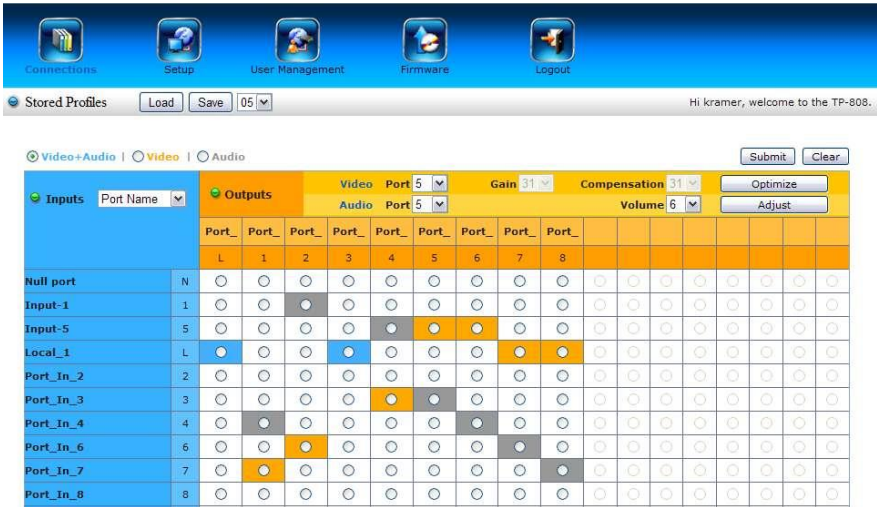 Connections Setup User Management Firmware Logout
Stored Profiles Load Save 05 Hi kramer, welcome to the TP-808.
Video+Audio | Video | Audio Submit Clear
Inputs Port Name Outputs Video Port 5 Gain 31 Compensation 31 Optimize
Audio Port 5 Volume 6 Adjust
Port_ Port_ Port_ Port_ Port_ Port_ Port_ Port_ Port_
L 1 2 3 4 5 6 7 8
Null port N
Input-1 1
Input-5 5
Local_1 L
Port_In_2 2
Port_In_3 3
Port_In_4 4
Port_In_6 6
Port_In_7 7
Port_In_8 8